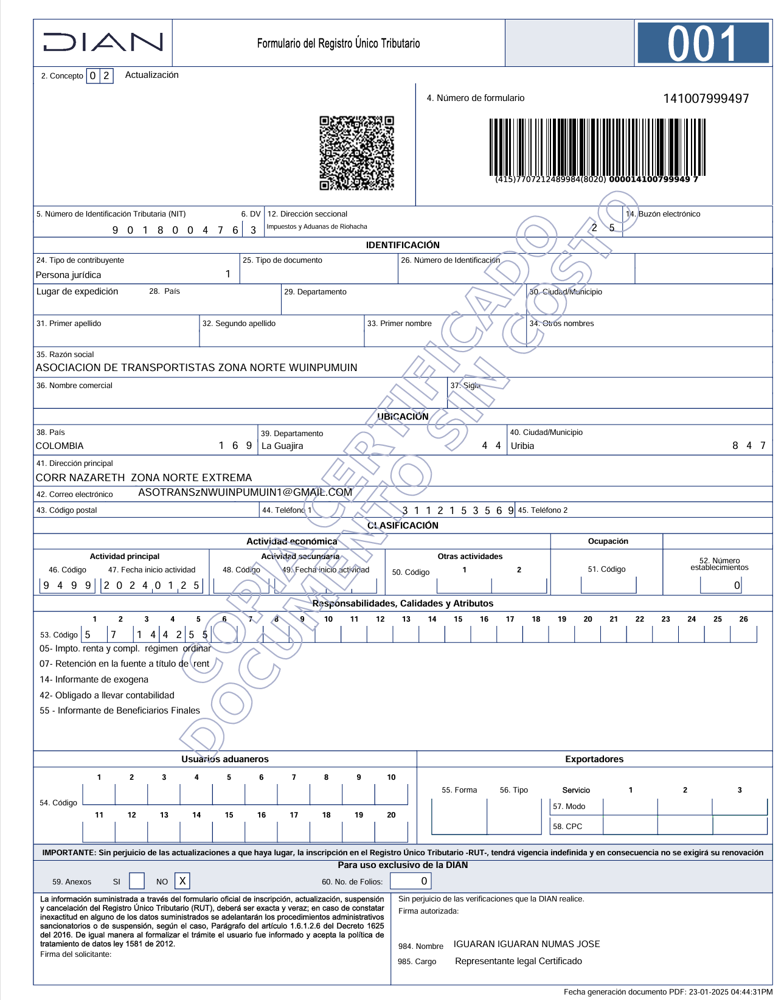 DIAN
Formulario del Registro Único Tributario
001
2. Concepto 0 2 Actualización
4. Número de formulario 141007999497
(415)7707212489984(8020) 000014100799949 7
5. Número de Identificación Tributaria (NIT) 6. DV 12. Dirección seccional 14. Buzón electrónico
9 0 1 8 0 0 4 7 6 3 Impuestos y Aduanas de Riohacha 2 5
IDENTIFICACIÓN
24. Tipo de contribuyente 25. Tipo de documento 26. Número de Identificación
Persona jurídica 1
Lugar de expedición 28. País 29. Departamento 30. Ciudad/Municipio
31. Primer apellido 32. Segundo apellido 33. Primer nombre 34. Otros nombres
35. Razón social
ASOCIACION DE TRANSPORTISTAS ZONA NORTE WUINPUMUIN
36. Nombre comercial 37. Sigla
UBICACIÓN
38. País 39. Departamento 40. Ciudad/Municipio
COLOMBIA 1 6 9 La Guajira 4 4 Uribia 8 4 7
41. Dirección principal
CORR NAZARETH ZONA NORTE EXTREMA
42. Correo electrónico ASOTRANSzNWUINPUMUIN1@GMAIL.COM
43. Código postal 44. Teléfono 1 3 1 1 2 1 5 3 5 6 9 45. Teléfono 2
CLASIFICACIÓN
Actividad económica Ocupación
Actividad principal Actividad secundaria Otras actividades 52. Número establecimientos
46. Código 47. Fecha inicio actividad 48. Código 49. Fecha inicio actividad 50. Código 1 2 51. Código
9 4 9 9 2 0 2 4 0 1 2 5 0
Responsabilidades, Calidades y Atributos
1 2 3 4 5 6 7 8 9 10 11 12 13 14 15 16 17 18 19 20 21 22 23 24 25 26
53. Código 5 7 1 4 4 2 5 5
05- Impto. renta y compl. régimen ordinar
07- Retención en la fuente a título de rent
14- Informante de exogena
42- Obligado a llevar contabilidad
55 - Informante de Beneficiarios Finales
COPIA CERTIFICADO
DOCUMENTO SIN COSTO
Usuarios aduaneros Exportadores
1 2 3 4 5 6 7 8 9 10
54. Código
11 12 13 14 15 16 17 18 19 20
55. Forma 56. Tipo Servicio 1 2 3
57. Modo
58. CPC
IMPORTANTE: Sin perjuicio de las actualizaciones a que haya lugar, la inscripción en el Registro Único Tributario -RUT-, tendrá vigencia indefinida y en consecuencia no se exigirá su renovación
Para uso exclusivo de la DIAN
59. Anexos SI NO X 60. No. de Folios: 0
La información suministrada a través del formulario oficial de inscripción, actualización, suspensión
y cancelación del Registro Único Tributario (RUT), deberá ser exacta y veraz; en caso de constatar
inexactitud en alguno de los datos suministrados se adelantarán los procedimientos administrativos
sancionatorios o de suspensión, según el caso, Parágrafo del artículo 1.6.1.2.6 del Decreto 1625
del 2016. De igual manera al formalizar el trámite el usuario fue informado y acepta la política de
tratamiento de datos ley 1581 de 2012.
Firma del solicitante:
Sin perjuicio de las verificaciones que la DIAN realice.
Firma autorizada:
984. Nombre IGUARAN IGUARAN NUMAS JOSE
985. Cargo Representante legal Certificado
Fecha generación documento PDF: 23-01-2025 04:44:31PM